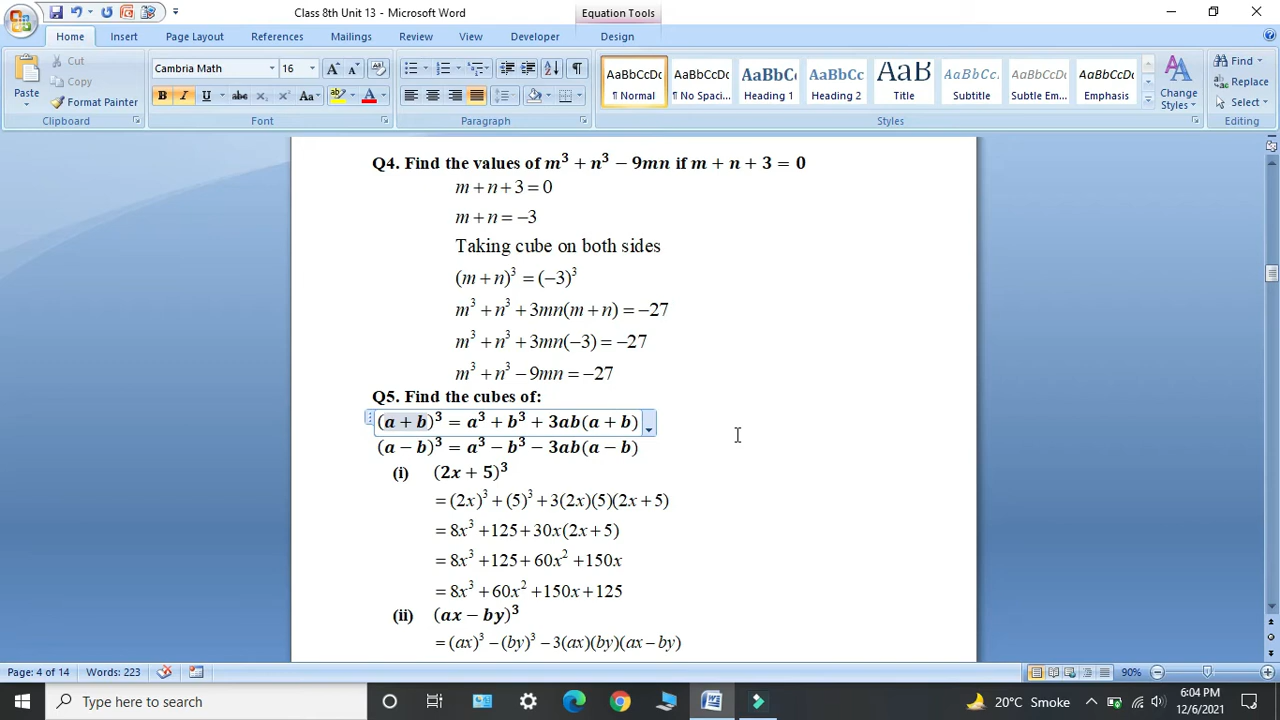 Class 8th Unit 13 - Microsoft Word
Equation Tools
Home Insert Page Layout References Mailings Review View Developer Design
Paste
Cut
Copy
Format Painter
Clipboard
Cambria Math 16
B I U abc x₂ x² Aa
Font
Paragraph
AaBbCcDc AaBbCcDc AaBbCc AaBbCc AaB AaBbCc. AaBbCcDc AaBbCcDc
¶ Normal ¶ No Spaci... Heading 1 Heading 2 Title Subtitle Subtle Em... Emphasis
Change Styles
Styles
Find
Replace
Select
Editing
Q4. Find the values of m³ + n³ − 9mn if m + n + 3 = 0
m + n + 3 = 0
m + n = −3
Taking cube on both sides
(m + n)³ = (−3)³
m³ + n³ + 3mn(m + n) = −27
m³ + n³ + 3mn(−3) = −27
m³ + n³ − 9mn = −27
Q5. Find the cubes of:
(a + b)³ = a³ + b³ + 3ab(a + b)
(a − b)³ = a³ − b³ − 3ab(a − b)
(i) (2x + 5)³
= (2x)³ + (5)³ + 3(2x)(5)(2x + 5)
= 8x³ + 125 + 30x(2x + 5)
= 8x³ + 125 + 60x² + 150x
= 8x³ + 60x² + 150x + 125
(ii) (ax − by)³
= (ax)³ − (by)³ − 3(ax)(by)(ax − by)
Page: 4 of 14 Words: 223 90%
Type here to search
20°C Smoke
6:04 PM
12/6/2021